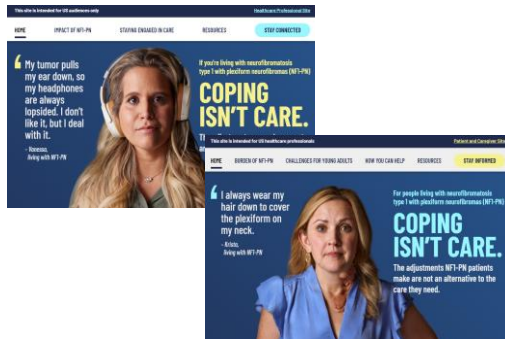 This site is intended for US audiences only
Healthcare Professional Site
HOME IMPACT OF NF1-PN STAYING ENGAGED IN CARE RESOURCES STAY CONNECTED
My tumor pulls
my ear down, so
my headphones
are always
lopsided. I don't
like it, but I deal
with it.
- Vanessa,
living with NF1-PN
If you're living with neurofibromatosis
type 1 with plexiform neurofibromas (NF1-PN)
COPING
ISN'T CARE.
This site is intended for US healthcare professionals
Patient and Caregiver Site
HOME BURDEN OF NF1-PN CHALLENGES FOR YOUNG ADULTS HOW YOU CAN HELP RESOURCES STAY INFORMED
I always wear my
hair down to cover
the plexiform on
my neck.
- Krista,
living with NF1-PN
For people living with neurofibromatosis
type 1 with plexiform neurofibromas (NF1-PN)
COPING
ISN'T CARE.
The adjustments NF1-PN patients
make are not an alternative to the
care they need.